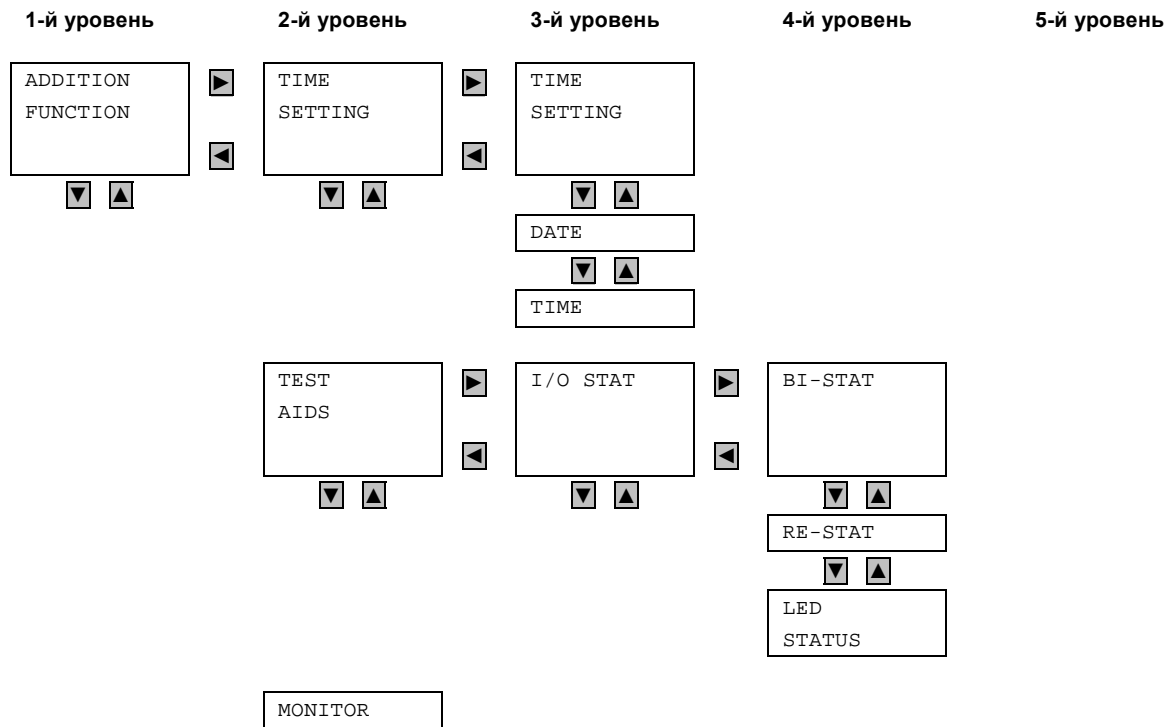 1-й уровень 2-й уровень 3-й уровень 4-й уровень 5-й уровень
ADDITION TIME TIME
FUNCTION SETTING SETTING
DATE
TIME
TEST I/O STAT BI-STAT
AIDS
RE-STAT
LED
STATUS
MONITOR